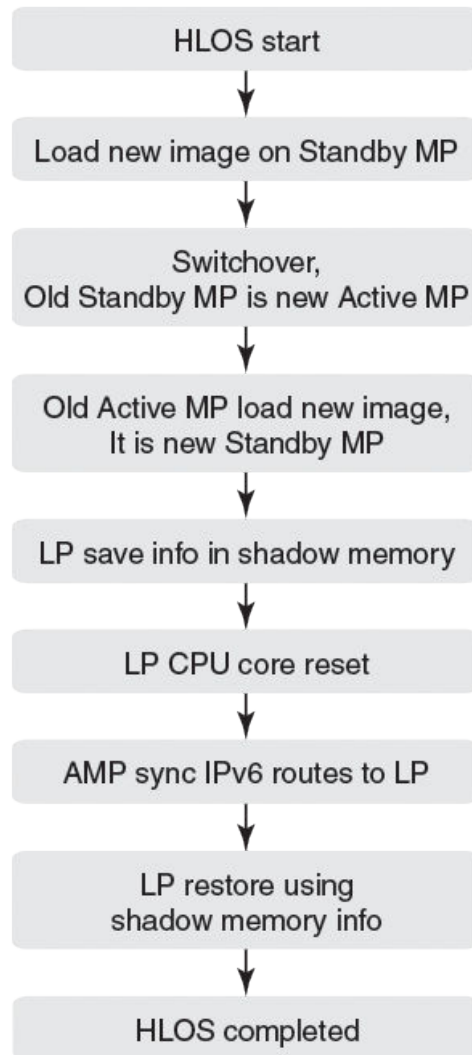 HLOS start
Load new image on Standby MP
Switchover,
Old Standby MP is new Active MP
Old Active MP load new image,
It is new Standby MP
LP save info in shadow memory
LP CPU core reset
AMP sync IPv6 routes to LP
LP restore using
shadow memory info
HLOS completed